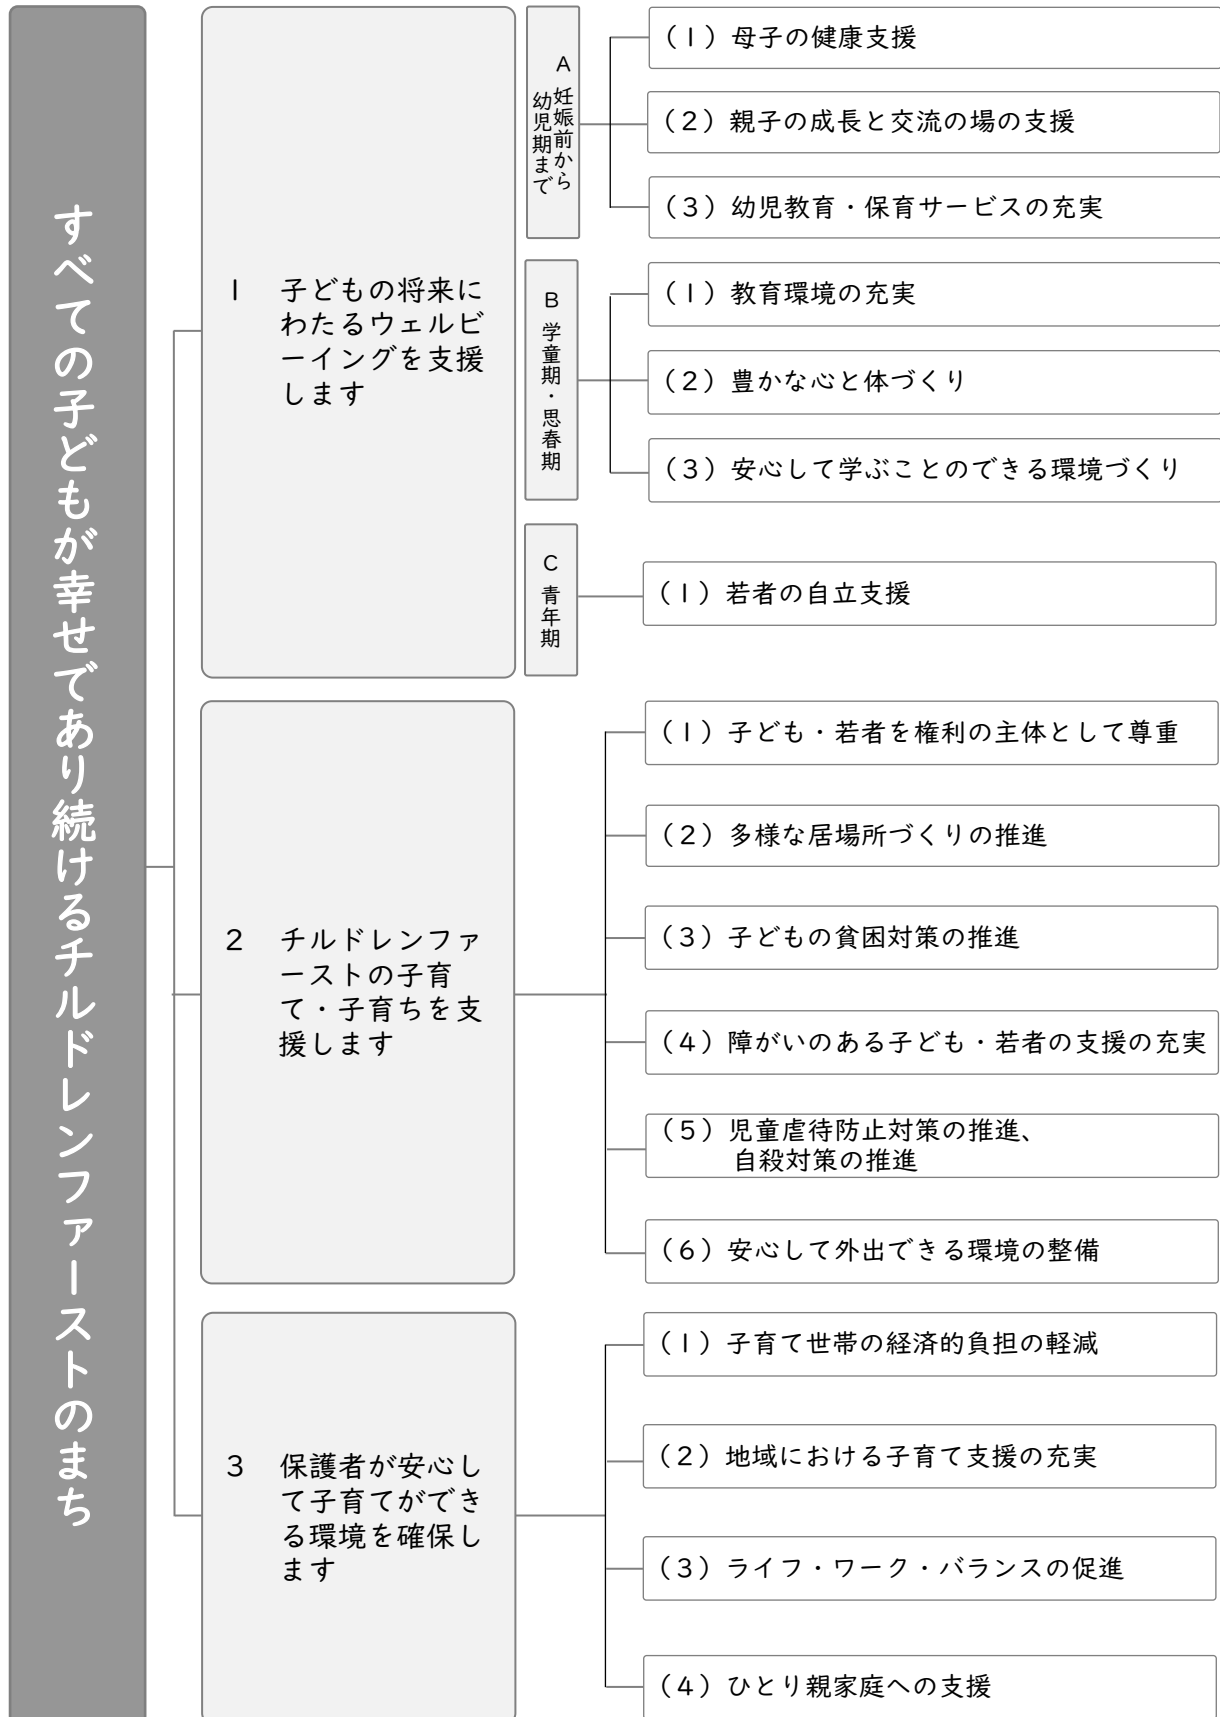 すべての子どもが幸せであり続けるチルドレンファーストのまち
1 子どもの将来に
わたるウェルビ
ーイングを支援
します
A 妊娠前から
幼児期まで
(1)母子の健康支援
(2)親子の成長と交流の場の支援
(3)幼児教育・保育サービスの充実
B 学童期・思春期
(1)教育環境の充実
(2)豊かな心と体づくり
(3)安心して学ぶことのできる環境づくり
C 青年期
(1)若者の自立支援
2 チルドレンファ
ーストの子育
て・子育ちを支
援します
(1)子ども・若者を権利の主体として尊重
(2)多様な居場所づくりの推進
(3)子どもの貧困対策の推進
(4)障がいのある子ども・若者の支援の充実
(5)児童虐待防止対策の推進、
自殺対策の推進
(6)安心して外出できる環境の整備
3 保護者が安心し
て子育てができ
る環境を確保し
ます
(1)子育て世帯の経済的負担の軽減
(2)地域における子育て支援の充実
(3)ライフ・ワーク・バランスの促進
(4)ひとり親家庭への支援